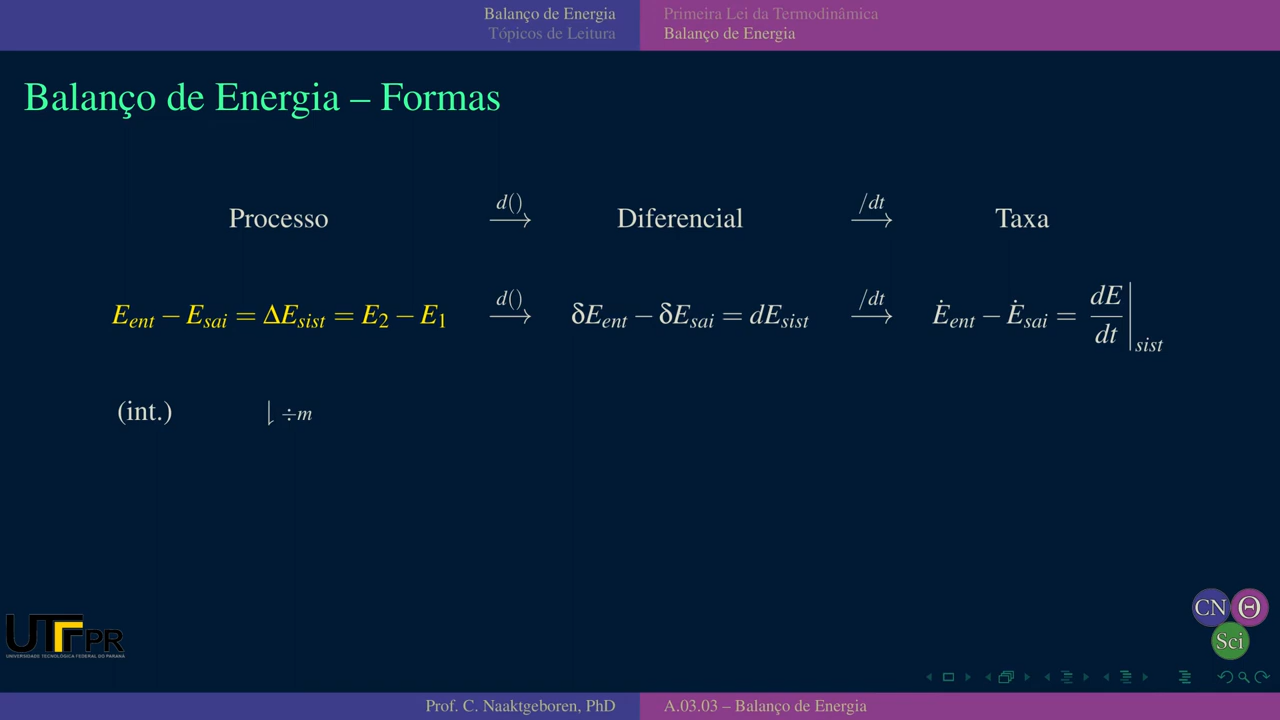 Balanço de Energia
Tópicos de Leitura
Primeira Lei da Termodinâmica
Balanço de Energia
Balanço de Energia – Formas
Processo d() ⟶ Diferencial /dt ⟶ Taxa
E_ent − E_sai = ΔE_sist = E_2 − E_1 d() ⟶ δE_ent − δE_sai = dE_sist /dt ⟶ Ė_ent − Ė_sai = dE/dt|_sist
(int.) ⇂ ÷m
CN Θ
Sci
UTFPR
UNIVERSIDADE TECNOLÓGICA FEDERAL DO PARANÁ
Prof. C. Naaktgeboren, PhD
A.03.03 – Balanço de Energia